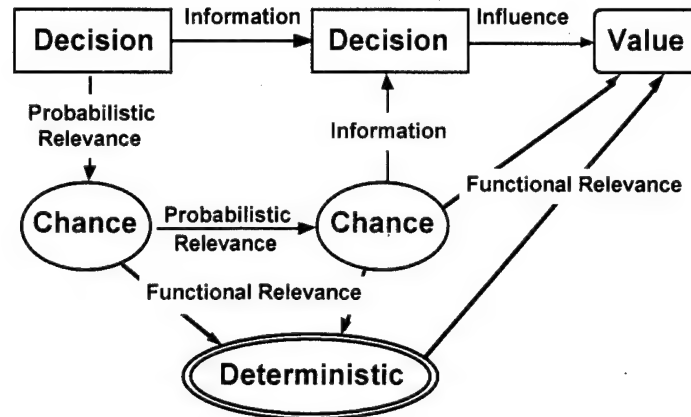 Information
Influence
Decision
Decision
Value
Probabilistic
Relevance
Information
Functional Relevance
Chance
Probabilistic
Relevance
Chance
Functional Relevance
Deterministic